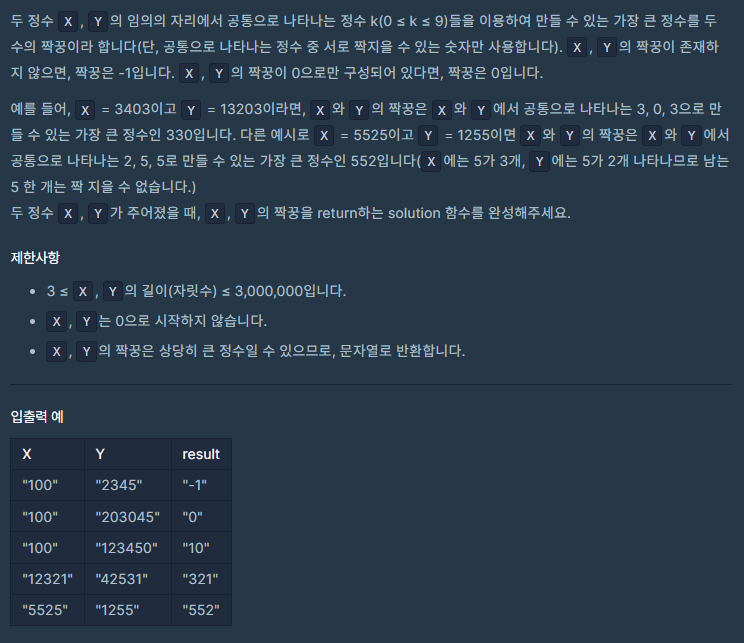 두 정수 X, Y의 임의의 자리에서 공통으로 나타나는 정수 k(0 ≤ k ≤ 9)들을 이용하여 만들 수 있는 가장 큰 정수를 두
수의 짝꿍이라 합니다(단, 공통으로 나타나는 정수 중 서로 짝지을 수 있는 숫자만 사용합니다). X, Y의 짝꿍이 존재하
지 않으면, 짝꿍은 -1입니다. X, Y의 짝꿍이 0으로만 구성되어 있다면, 짝꿍은 0입니다.
예를 들어, X = 3403이고 Y = 13203이라면, X와 Y의 짝꿍은 X와 Y에서 공통으로 나타나는 3, 0, 3으로 만
들 수 있는 가장 큰 정수인 330입니다. 다른 예시로 X = 5525이고 Y = 1255이면 X와 Y의 짝꿍은 X와 Y에서
공통으로 나타나는 2, 5, 5로 만들 수 있는 가장 큰 정수인 552입니다(X에는 5가 3개, Y에는 5가 2개 나타나므로 남는
5 한 개는 짝 지을 수 없습니다.)
두 정수 X, Y가 주어졌을 때, X, Y의 짝꿍을 return하는 solution 함수를 완성해주세요.
제한사항
• 3 ≤ X, Y의 길이(자릿수) ≤ 3,000,000입니다.
• X, Y는 0으로 시작하지 않습니다.
• X, Y의 짝꿍은 상당히 큰 정수일 수 있으므로, 문자열로 반환합니다.
입출력 예
X Y result
"100" "2345" "-1"
"100" "203045" "0"
"100" "123450" "10"
"12321" "42531" "321"
"5525" "1255" "552"